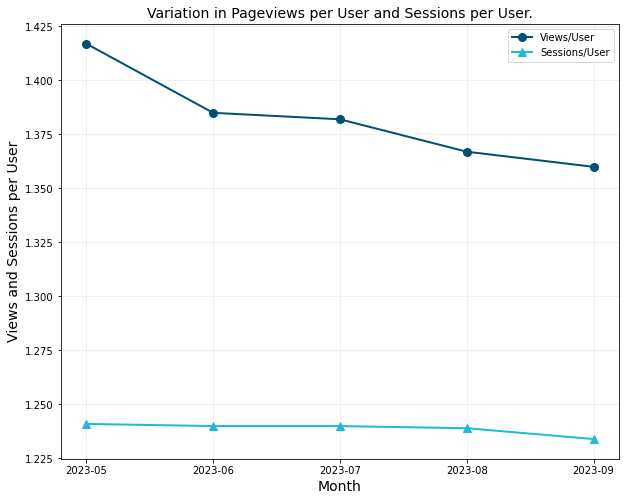 Variation in Pageviews per User and Sessions per User.
Views/User
Sessions/User
Views and Sessions per User
1.425
1.400
1.375
1.350
1.325
1.300
1.275
1.250
1.225
2023-05 2023-06 2023-07 2023-08 2023-09
Month